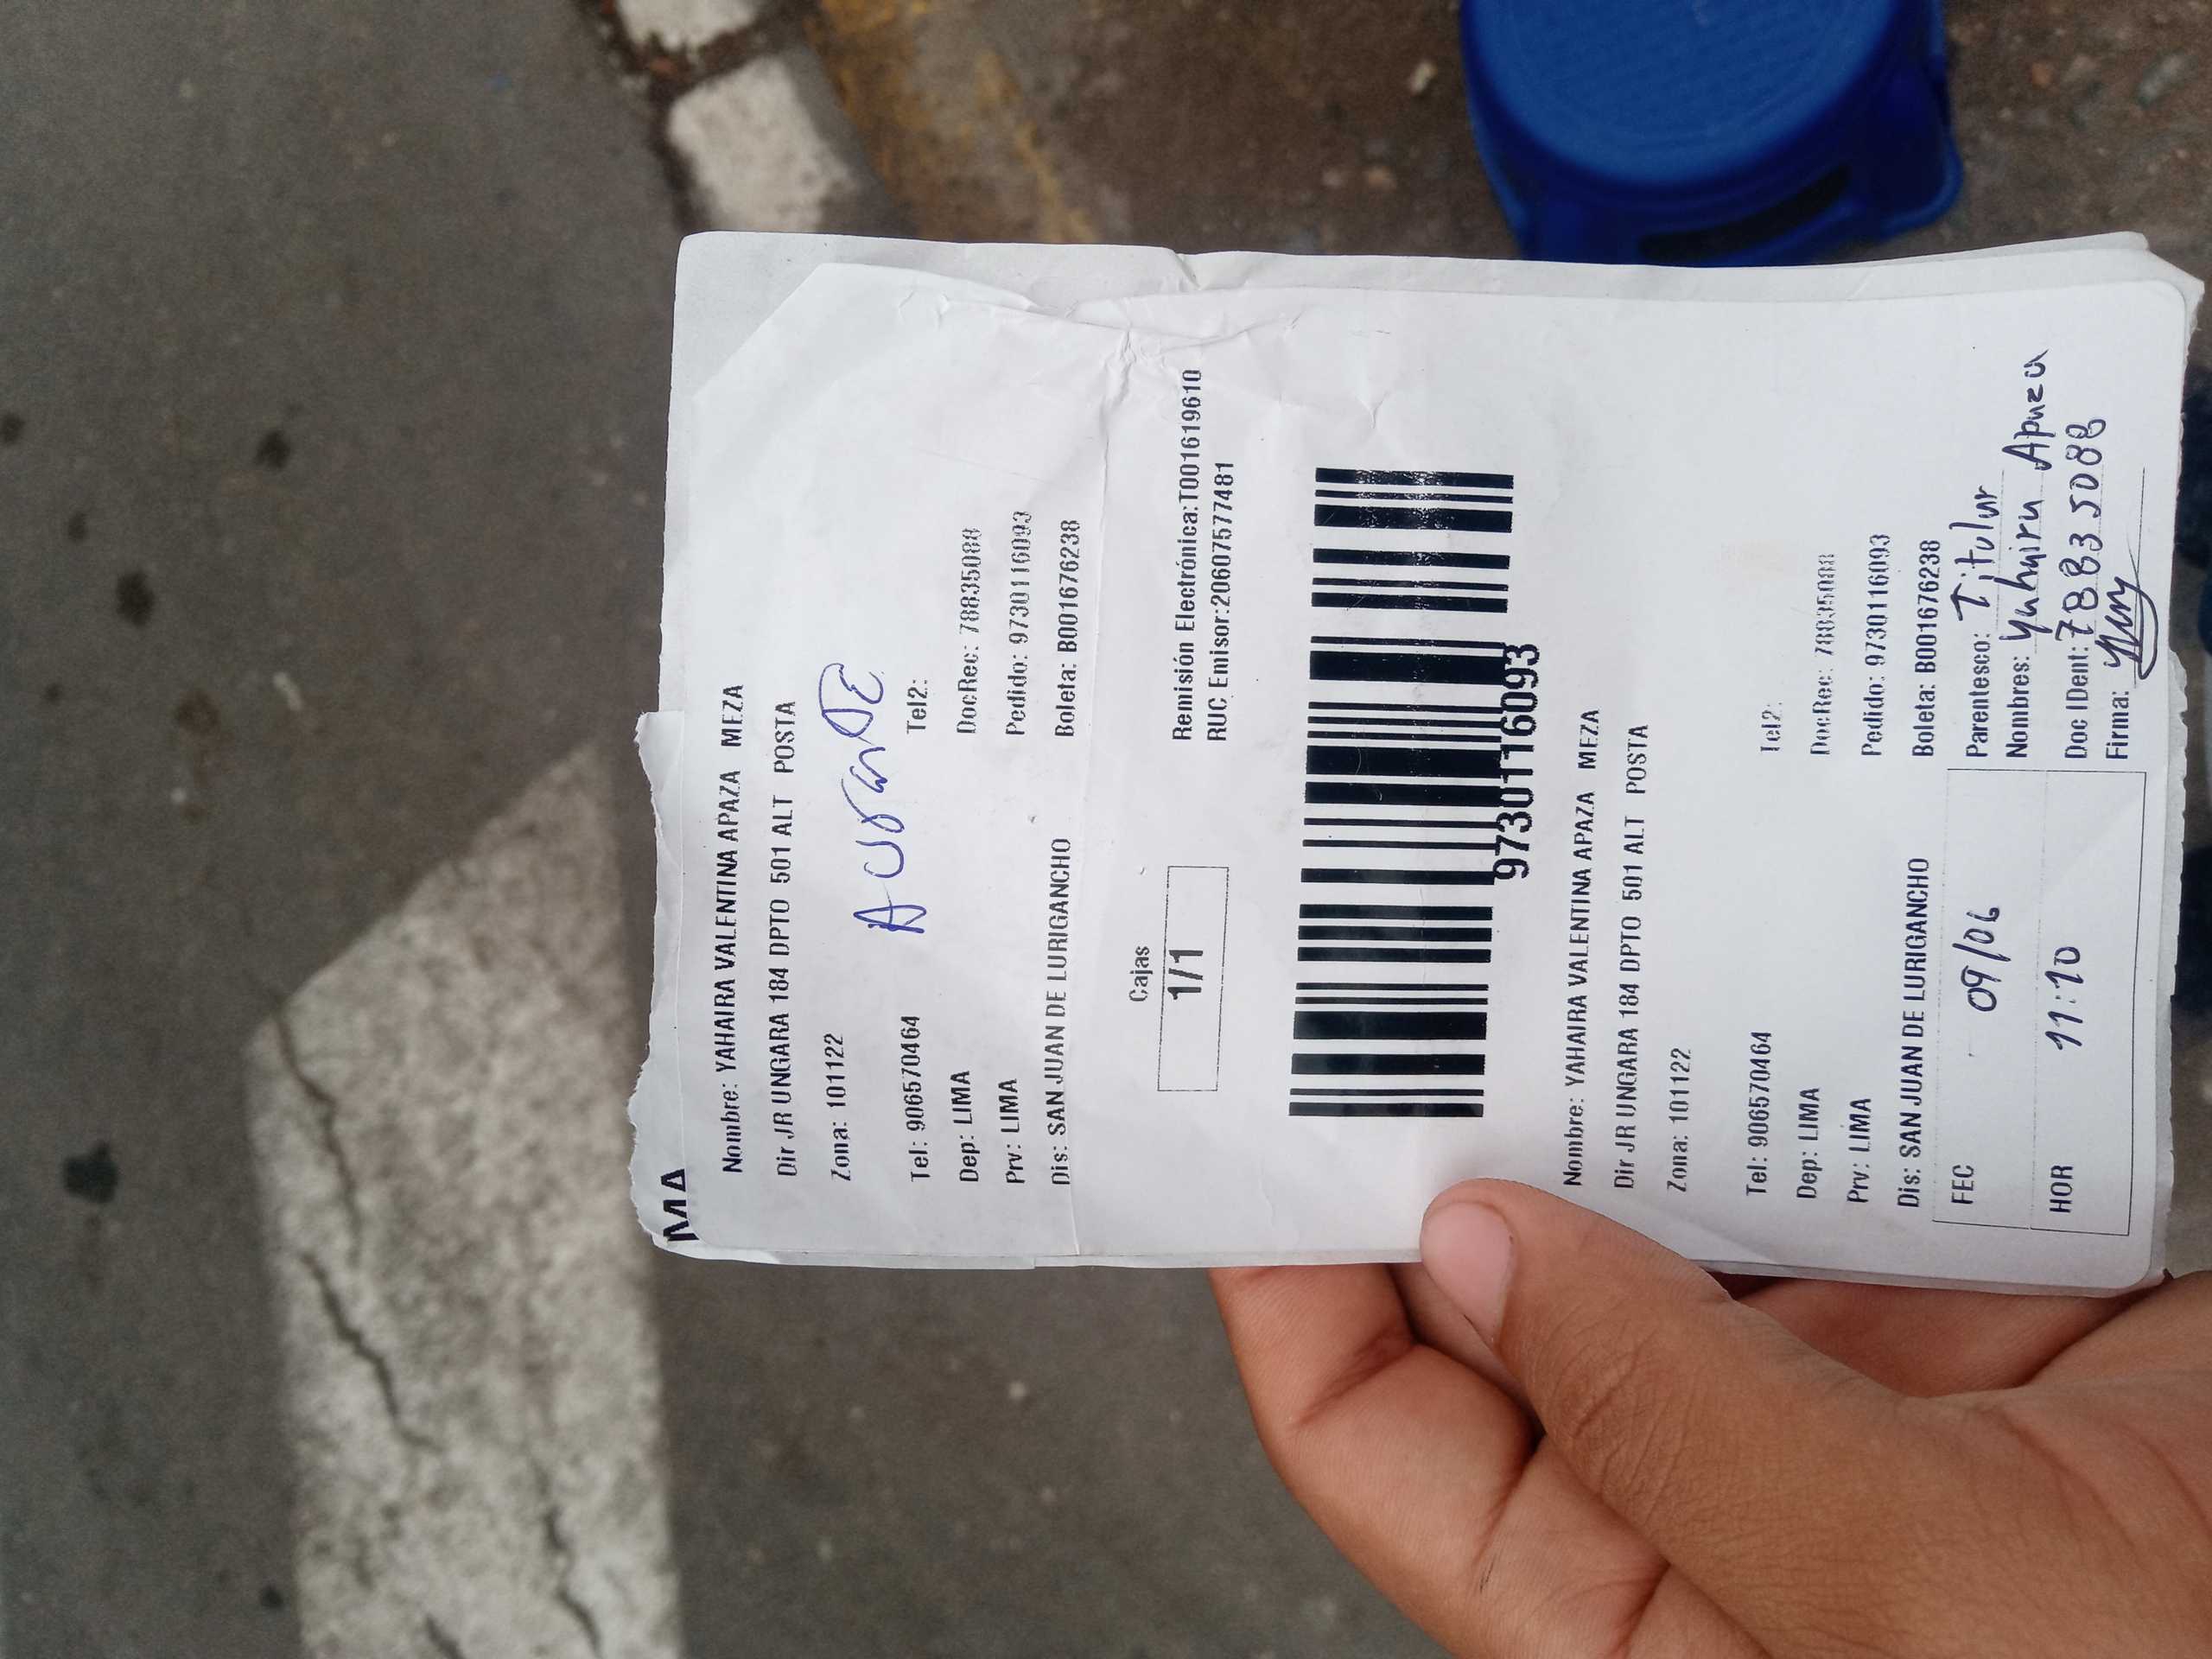 MA
Nombre: YAHAIRA VALENTINA APAZA MEZA
Dir JR UNGARA 184 DPTO 501 ALT POSTA
Zona: 101122
Tel: 906570464 Tel2:
Dep: LIMA DocRec: 78835088
Prv: LIMA Pedido: 9730116093
Dis: SAN JUAN DE LURIGANCHO Boleta: B001676238
Cajas
1/1
Remisión Electrónica:T001619610
RUC Emisor:20607577481
9730116093
Nombre: YAHAIRA VALENTINA APAZA MEZA
Dir JR UNGARA 184 DPTO 501 ALT POSTA
Zona: 101122
Tel: 906570464 Tel2:
Dep: LIMA DocRec: 78835088
Prv: LIMA Pedido: 9730116093
Dis: SAN JUAN DE LURIGANCHO Boleta: B001676238
FEC 09/06 Parentesco: Titular
Nombres: Yahaira Apaza
HOR 11:10 Doc IDent: 78835088
Firma: